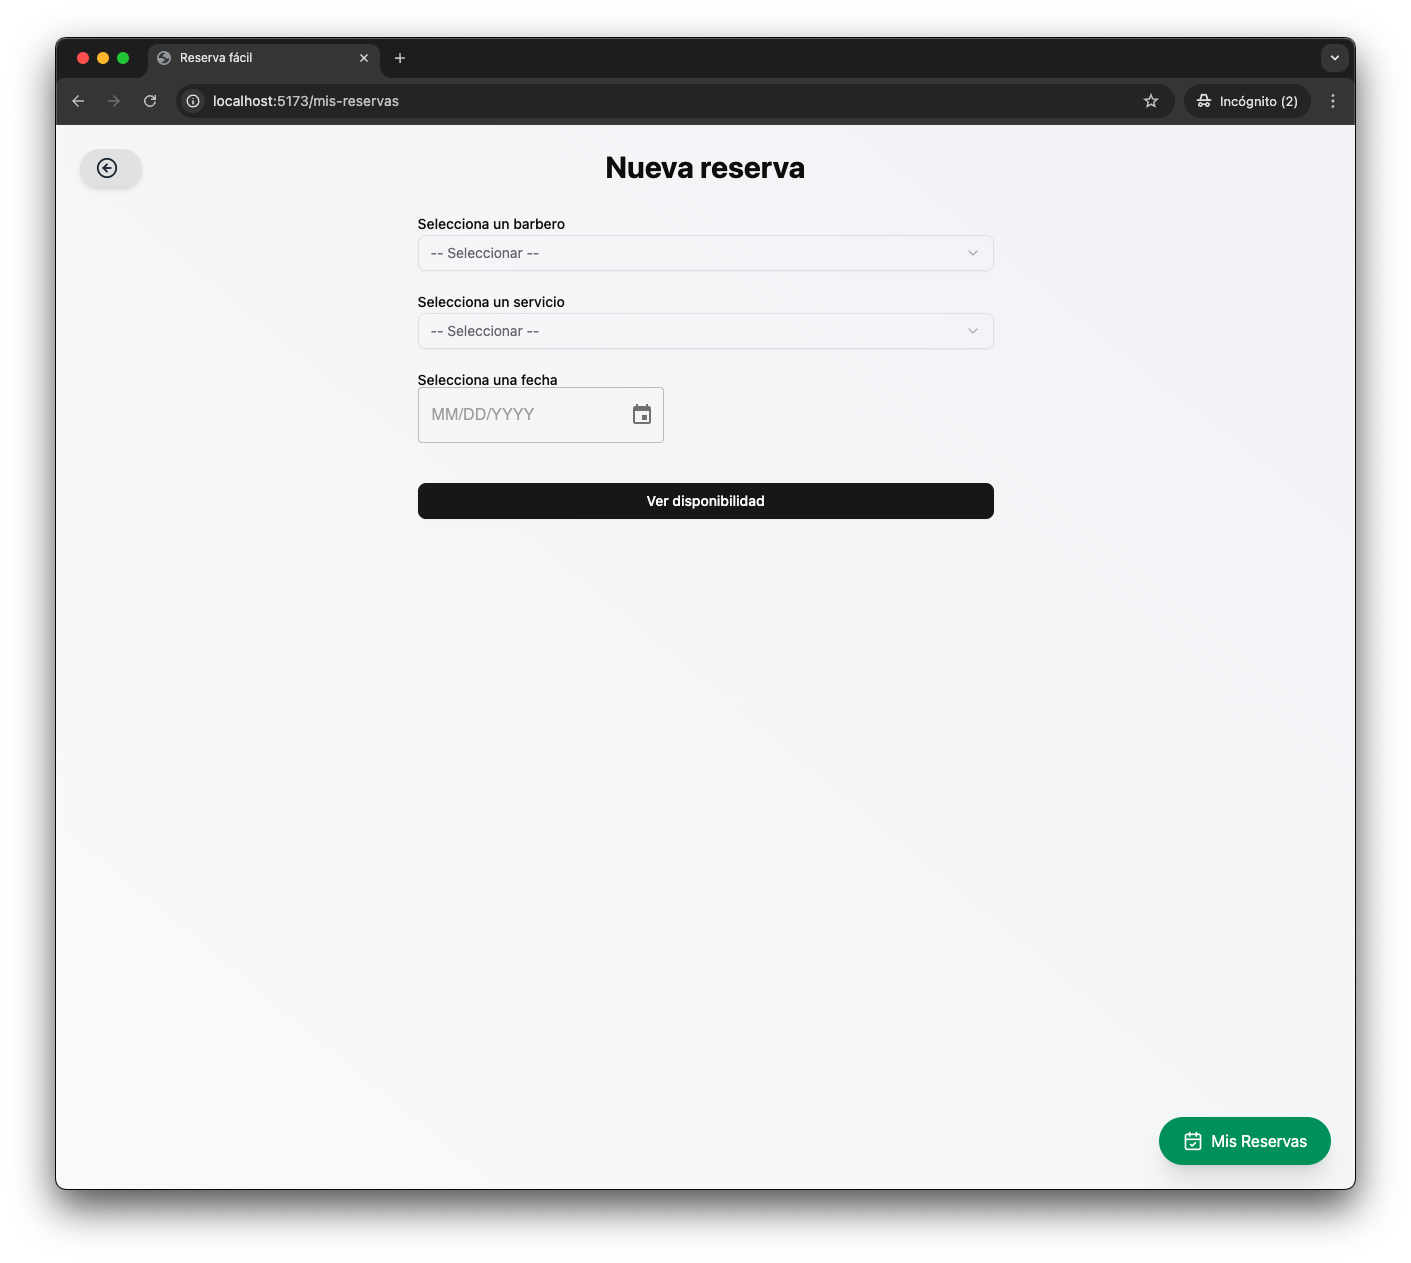 Reserva fácil
localhost:5173/mis-reservas
Incógnito (2)
Nueva reserva
Selecciona un barbero
-- Seleccionar --
Selecciona un servicio
-- Seleccionar --
Selecciona una fecha
MM/DD/YYYY
Ver disponibilidad
Mis Reservas